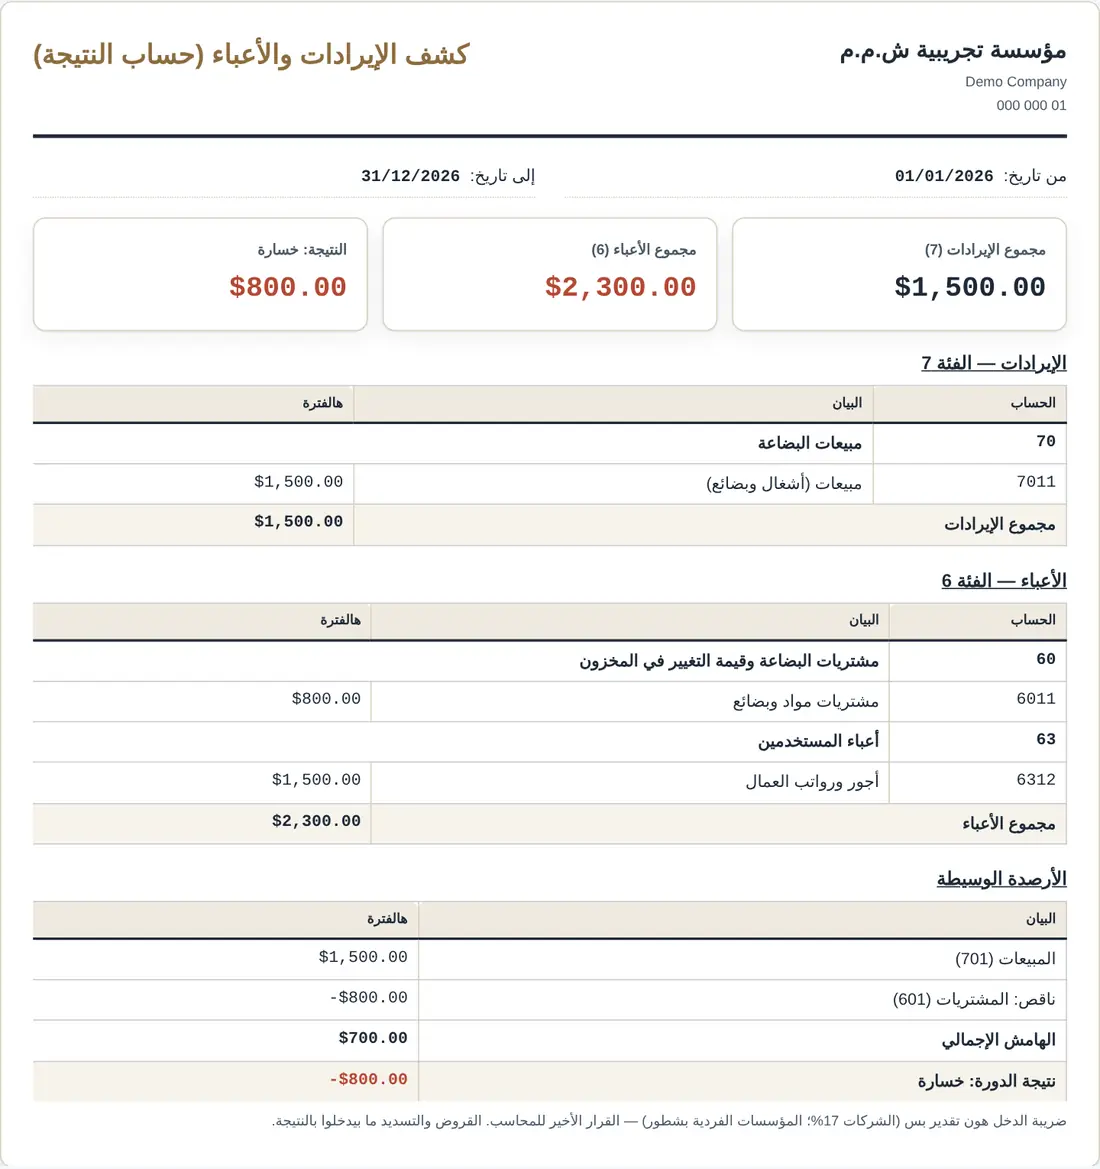 مؤسسة تجريبية ش.م.م
كشف الإيرادات والأعباء (حساب النتيجة)
Demo Company
000 000 01
من تاريخ: 01/01/2026
إلى تاريخ: 31/12/2026
مجموع الإيرادات (7)
$1,500.00
مجموع الأعباء (6)
$2,300.00
النتيجة: خسارة
$800.00
الإيرادات — الفئة 7
الحساب البيان هالفترة
70 مبيعات البضاعة
7011 مبيعات (أشغال وبضائع) $1,500.00
مجموع الإيرادات $1,500.00
الأعباء — الفئة 6
الحساب البيان هالفترة
60 مشتريات البضاعة وقيمة التغيير في المخزون
6011 مشتريات مواد وبضائع $800.00
63 أعباء المستخدمين
6312 أجور ورواتب العمال $1,500.00
مجموع الأعباء $2,300.00
الأرصدة الوسيطة
البيان هالفترة
المبيعات (701) $1,500.00
ناقص: المشتريات (601) -$800.00
الهامش الإجمالي $700.00
نتيجة الدورة: خسارة -$800.00
ضريبة الدخل هون تقدير بس (الشركات 17%؛ المؤسسات الفردية بشطور) — القرار الأخير للمحاسب. القروض والتسديد ما بيدخلوا بالنتيجة.